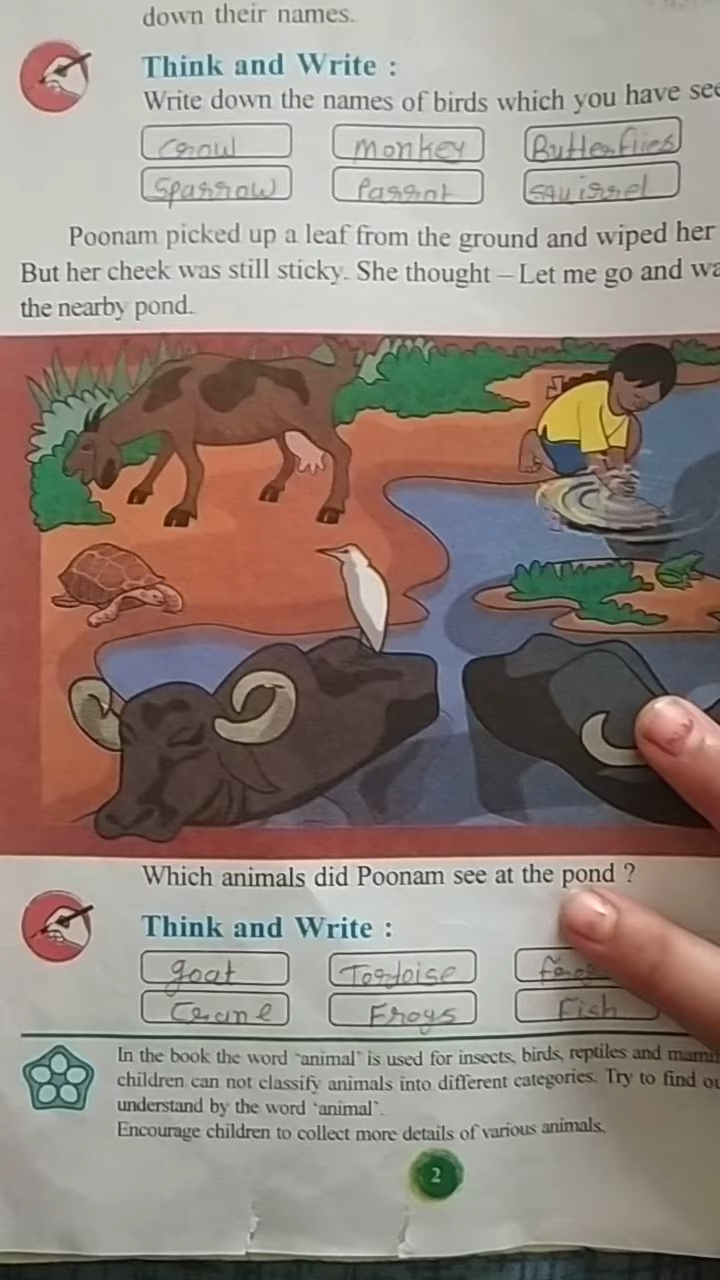 down their names.
Think and Write :
Write down the names of birds which you have see
Crow Monkey Butterflies
Sparrow Parrot Squirrel
Poonam picked up a leaf from the ground and wiped her
But her cheek was still sticky. She thought – Let me go and wa
the nearby pond.
Which animals did Poonam see at the pond ?
Think and Write :
goat Tortoise
Crane Frogs Fish
In the book the word 'animal' is used for insects, birds, reptiles and mamm
children can not classify animals into different categories. Try to find ou
understand by the word 'animal'.
Encourage children to collect more details of various animals.
2